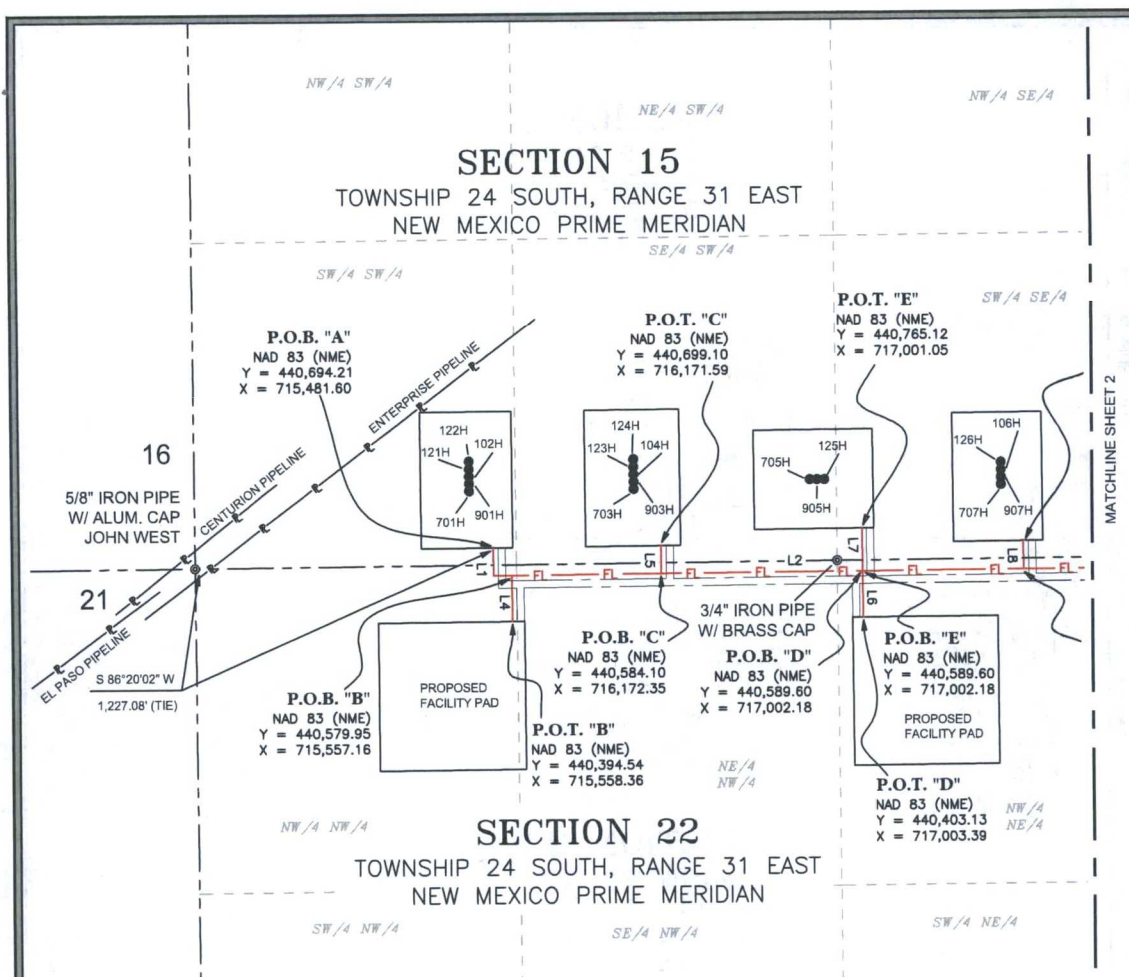 NW/4 SW/4
NE/4 SW/4
NW/4 SE/4
SECTION 15
TOWNSHIP 24 SOUTH, RANGE 31 EAST
NEW MEXICO PRIME MERIDIAN
SW/4 SW/4
SE/4 SW/4
SW/4 SE/4
P.O.B. "A"
NAD 83 (NME)
Y = 440,694.21
X = 715,481.60
P.O.T. "C"
NAD 83 (NME)
Y = 440,699.10
X = 716,171.59
P.O.T. "E"
NAD 83 (NME)
Y = 440,765.12
X = 717,001.05
MATCHLINE SHEET 2
ENTERPRISE PIPELINE
CENTURION PIPELINE
EL PASO PIPELINE
16
21
5/8" IRON PIPE
W/ ALUM. CAP
JOHN WEST
122H
121H
102H
701H
901H
124H
123H
104H
703H
903H
705H
125H
905H
126H
106H
707H
907H
L1
L5
L2
L7
L8
FL FL FL FL FL FL FL
L4
L6
3/4" IRON PIPE
W/ BRASS CAP
S 86°20'02" W
1,227.08' (TIE)
P.O.B. "B"
NAD 83 (NME)
Y = 440,579.95
X = 715,557.16
PROPOSED
FACILITY PAD
P.O.T. "B"
NAD 83 (NME)
Y = 440,394.54
X = 715,558.36
P.O.B. "C"
NAD 83 (NME)
Y = 440,584.10
X = 716,172.35
P.O.B. "D"
NAD 83 (NME)
Y = 440,589.60
X = 717,002.18
P.O.B. "E"
NAD 83 (NME)
Y = 440,589.60
X = 717,002.18
PROPOSED
FACILITY PAD
P.O.T. "D"
NAD 83 (NME)
Y = 440,403.13
X = 717,003.39
NE/4
NW/4
NW/4
NE/4
NW/4 NW/4
SECTION 22
TOWNSHIP 24 SOUTH, RANGE 31 EAST
NEW MEXICO PRIME MERIDIAN
SW/4 NW/4
SE/4 NW/4
SW/4 NE/4